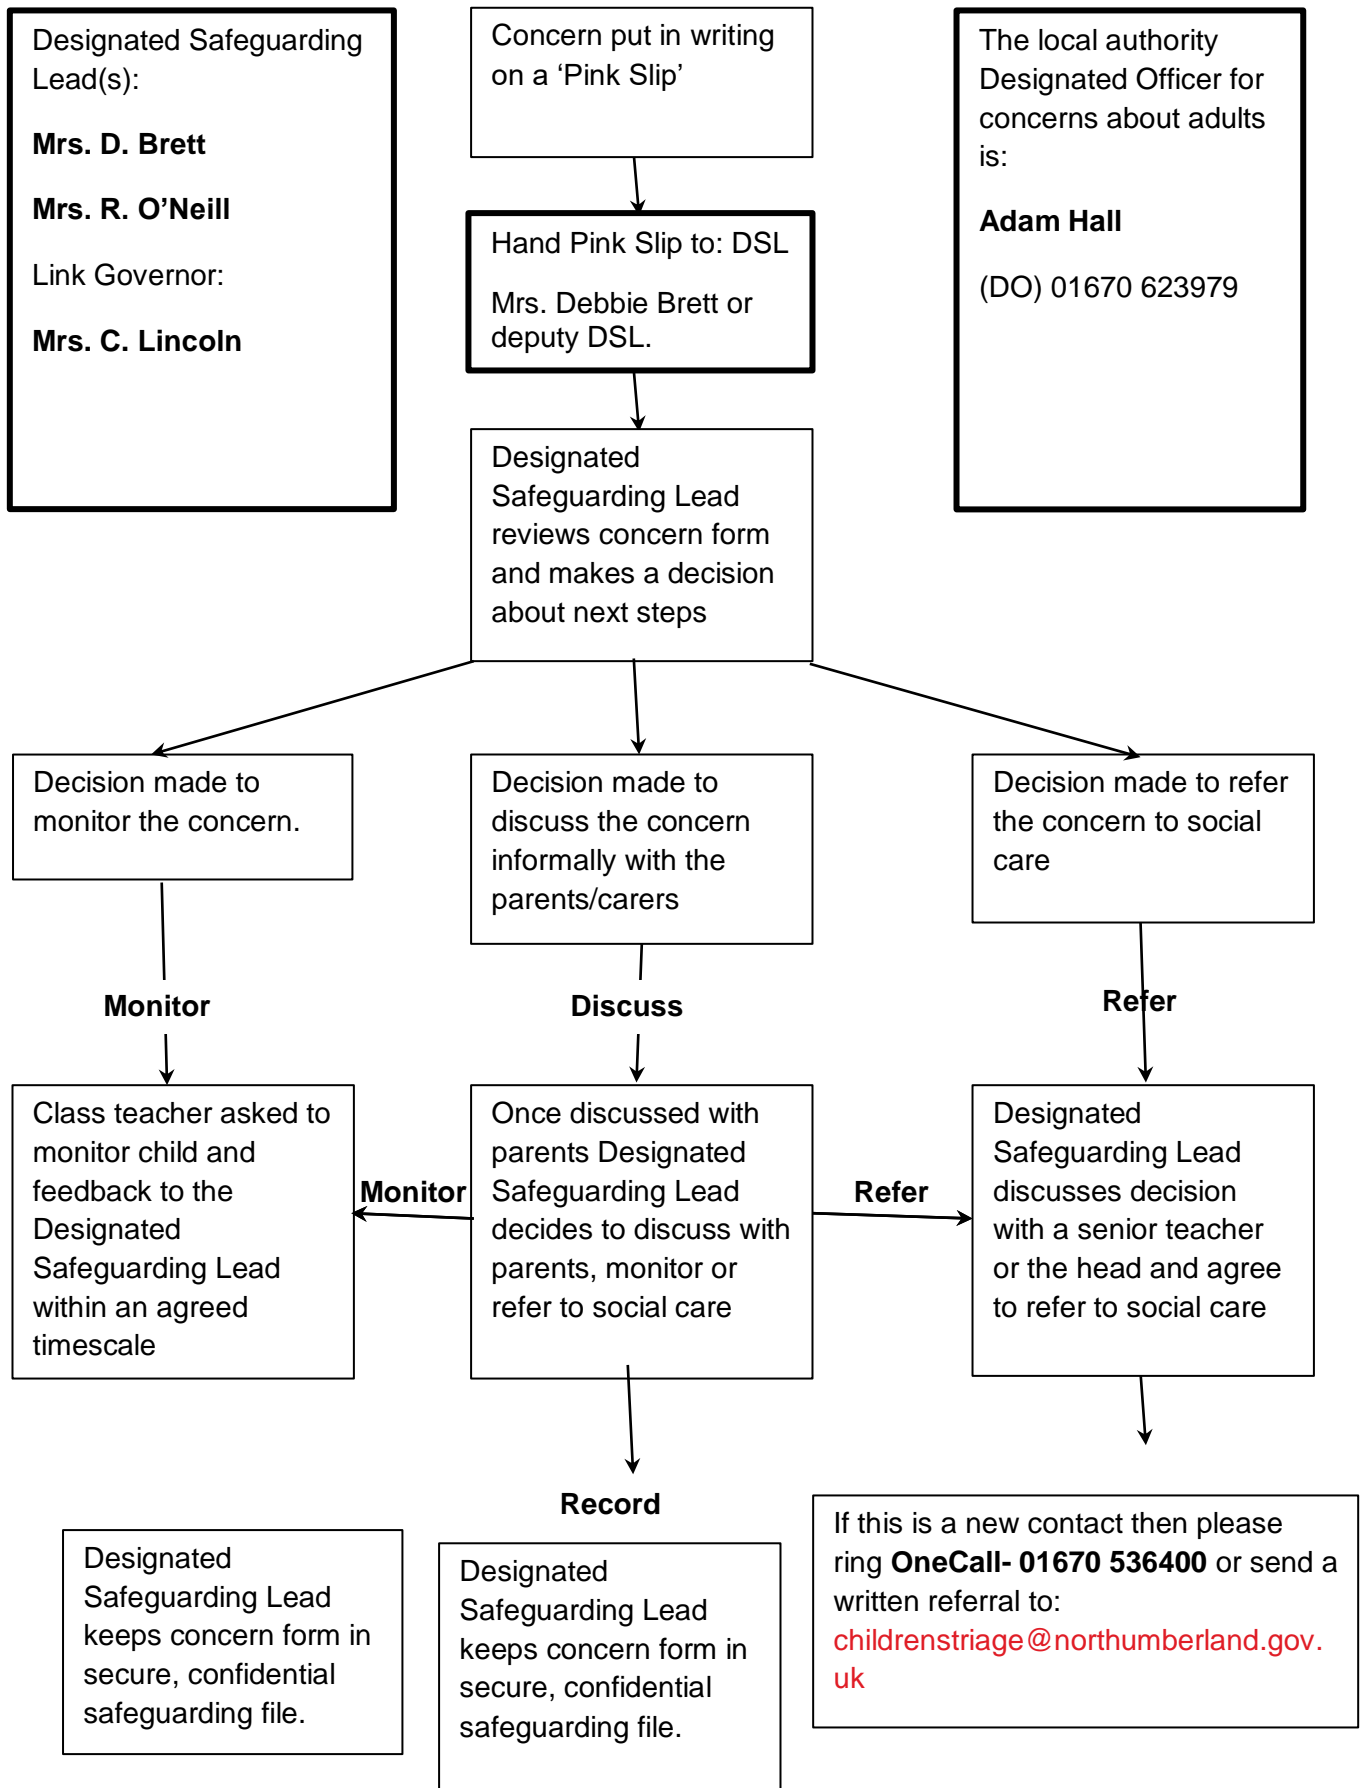 Designated Safeguarding
Lead(s):
Mrs. D. Brett
Mrs. R. O’Neill
Link Governor:
Mrs. C. Lincoln
Concern put in writing
on a ‘Pink Slip’
The local authority
Designated Officer for
concerns about adults
is:
Adam Hall
(DO) 01670 623979
Hand Pink Slip to: DSL
Mrs. Debbie Brett or
deputy DSL.
Designated
Safeguarding Lead
reviews concern form
and makes a decision
about next steps
Decision made to
monitor the concern.
Decision made to
discuss the concern
informally with the
parents/carers
Decision made to refer
the concern to social
care
Monitor
Discuss
Refer
Class teacher asked to
monitor child and
feedback to the
Designated
Safeguarding Lead
within an agreed
timescale
Monitor
Once discussed with
parents Designated
Safeguarding Lead
decides to discuss with
parents, monitor or
refer to social care
Refer
Designated
Safeguarding Lead
discusses decision
with a senior teacher
or the head and agree
to refer to social care
Record
Designated
Safeguarding Lead
keeps concern form in
secure, confidential
safeguarding file.
Designated
Safeguarding Lead
keeps concern form in
secure, confidential
safeguarding file.
If this is a new contact then please
ring OneCall- 01670 536400 or send a
written referral to:
childrenstriage@northumberland.gov.
uk